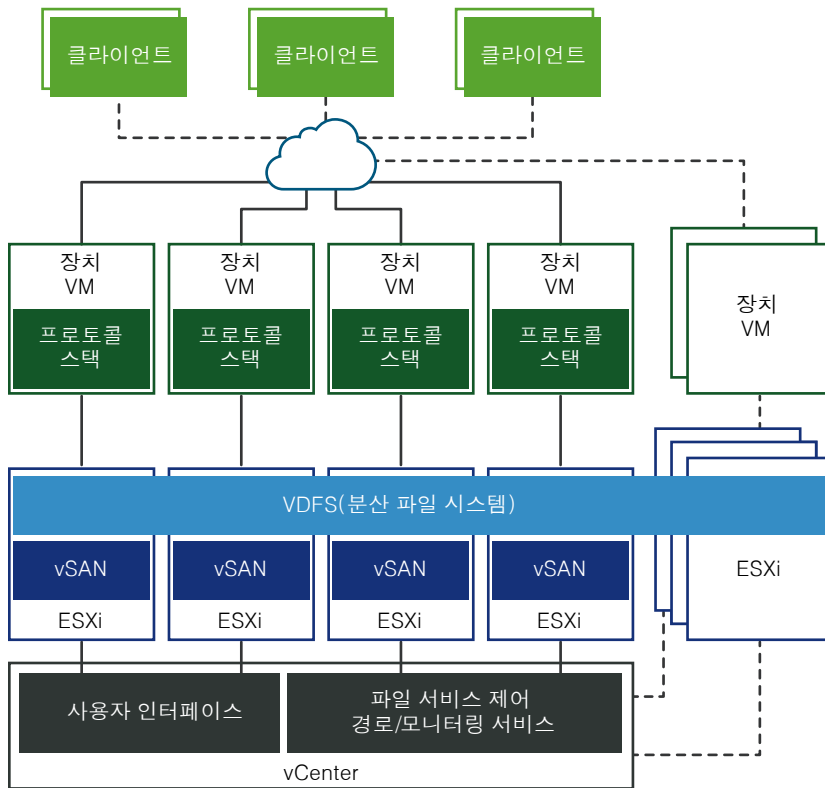 클라이언트
클라이언트
클라이언트
장치
VM
프로토콜
스택
장치
VM
프로토콜
스택
장치
VM
프로토콜
스택
장치
VM
프로토콜
스택
장치
VM
VDFS(분산 파일 시스템)
vSAN
vSAN
vSAN
vSAN
ESXi
ESXi
ESXi
ESXi
ESXi
사용자 인터페이스
파일 서비스 제어
경로/모니터링 서비스
vCenter